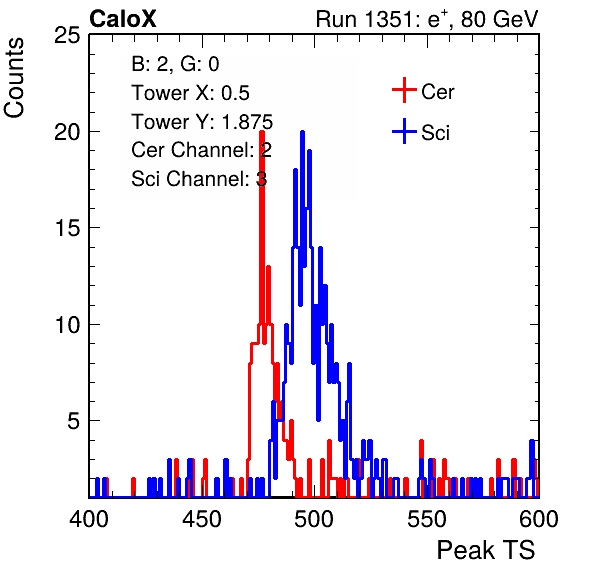 CaloX Run 1351: e⁺, 80 GeV
Counts
25
20
15
10
5
B: 2, G: 0
Tower X: 0.5
Tower Y: 1.875
Cer Channel: 2
Sci Channel: 3
Cer
Sci
400 450 500 550 600
Peak TS